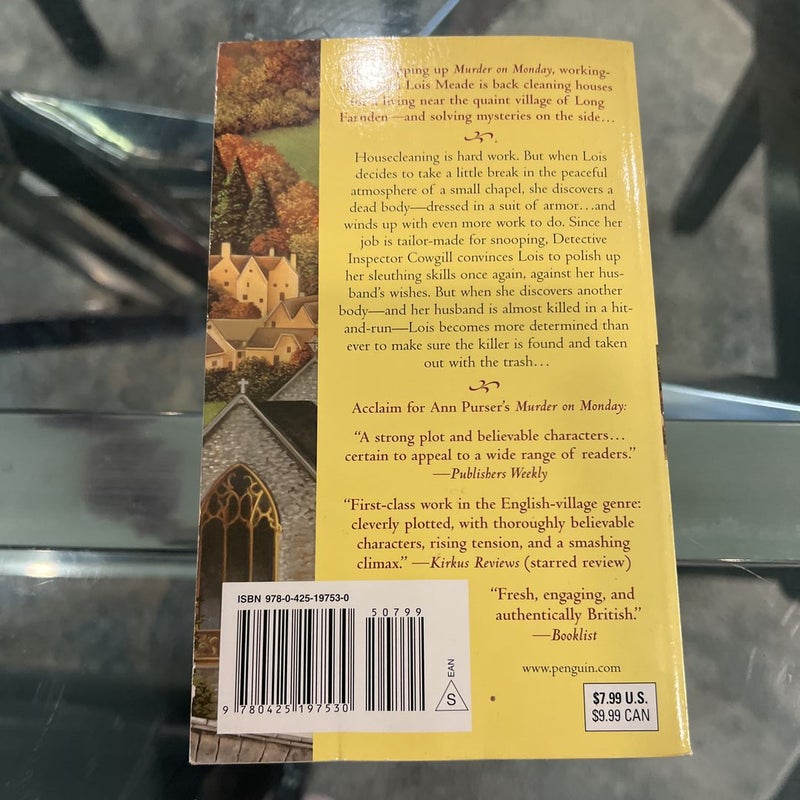 pping up Murder on Monday, working-
Lois Meade is back cleaning houses
for a living near the quaint village of Long
Farnden—and solving mysteries on the side…
Housecleaning is hard work. But when Lois
decides to take a little break in the peaceful
atmosphere of a small chapel, she discovers a
dead body—dressed in a suit of armor…and
winds up with even more work to do. Since her
job is tailor-made for snooping, Detective
Inspector Cowgill convinces Lois to polish up
her sleuthing skills once again, against her hus-
band's wishes. But when she discovers another
body—and her husband is almost killed in a hit-
and-run—Lois becomes more determined than
ever to make sure the killer is found and taken
out with the trash…
Acclaim for Ann Purser's Murder on Monday:
“A strong plot and believable characters…
certain to appeal to a wide range of readers.”
—Publishers Weekly
“First-class work in the English-village genre:
cleverly plotted, with thoroughly believable
characters, rising tension, and a smashing
climax.” —Kirkus Reviews (starred review)
“Fresh, engaging, and
authentically British.”
—Booklist
www.penguin.com
ISBN 978-0-425-19753-0
50799
9 780425 197530
EAN
S
$7.99 U.S.
$9.99 CAN